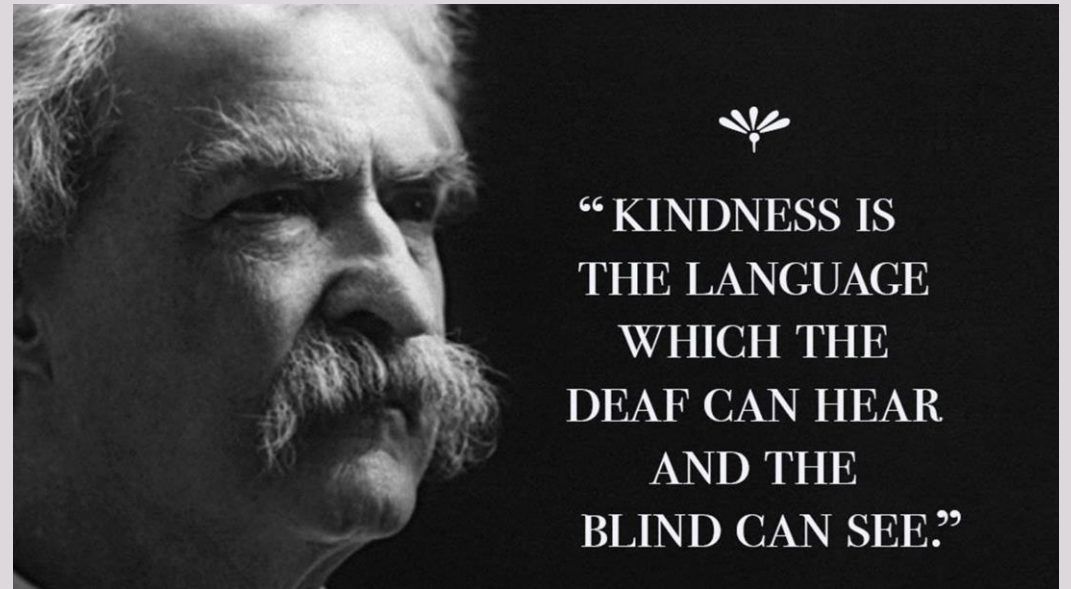 “KINDNESS IS
THE LANGUAGE
WHICH THE
DEAF CAN HEAR
AND THE
BLIND CAN SEE.”